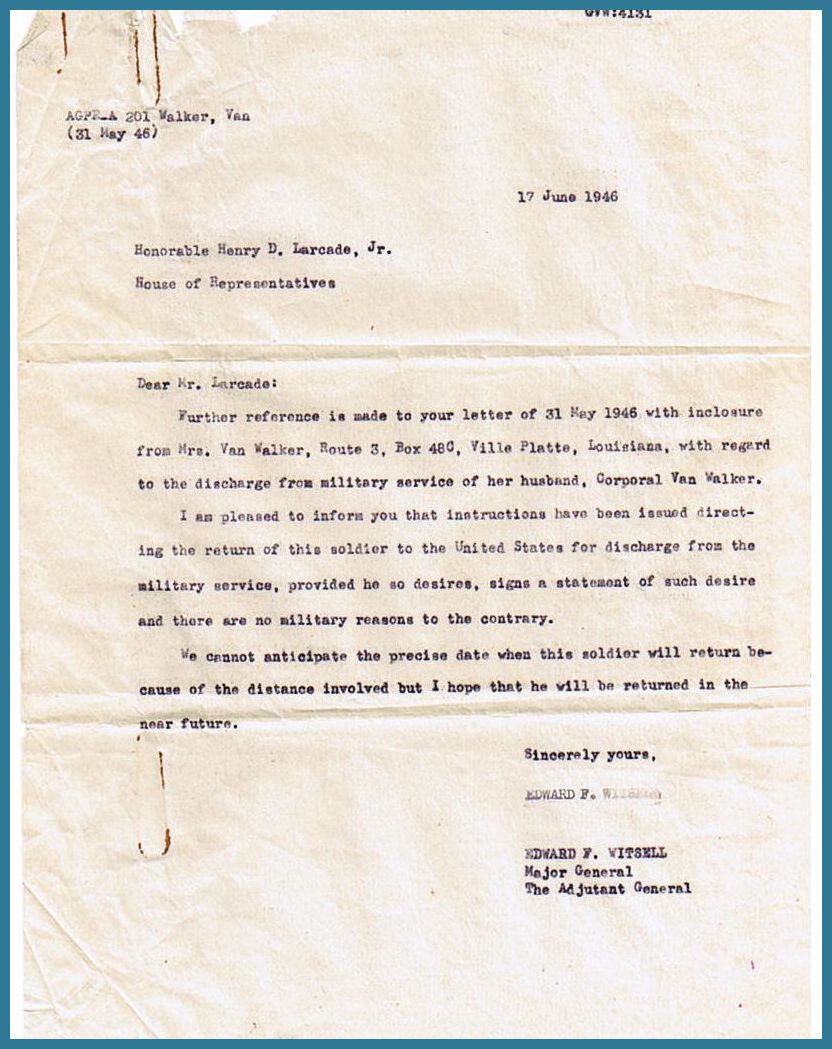 GVW:4131
AGPE-A 201 Walker, Van
(31 May 46)
17 June 1946
Honorable Henry D. Larcade, Jr.
House of Representatives
Dear Mr. Larcade:
Further reference is made to your letter of 31 May 1946 with inclosure
from Mrs. Van Walker, Route 3, Box 48C, Ville Platte, Louisiana, with regard
to the discharge from military service of her husband, Corporal Van Walker.
I am pleased to inform you that instructions have been issued direct-
ing the return of this soldier to the United States for discharge from the
military service, provided he so desires, signs a statement of such desire
and there are no military reasons to the contrary.
We cannot anticipate the precise date when this soldier will return be-
cause of the distance involved but I hope that he will be returned in the
near future.
Sincerely yours,
EDWARD F. WITSELL
EDWARD F. WITSELL
Major General
The Adjutant General